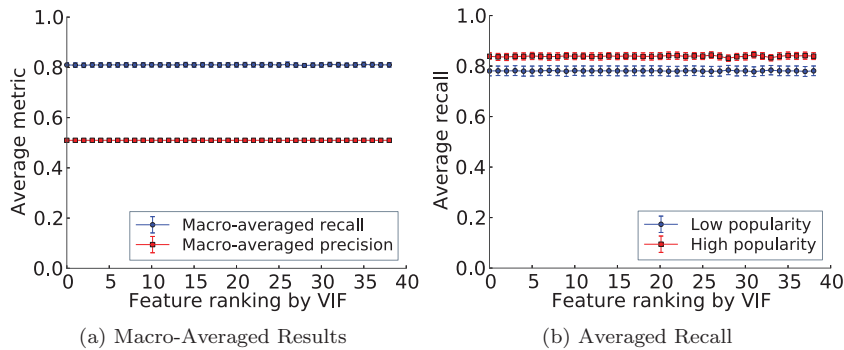 1.0
0.8
0.6
0.4
0.2
0.0
Average metric
Macro-averaged recall
Macro-averaged precision
0 5 10 15 20 25 30 35 40
Feature ranking by VIF
(a) Macro-Averaged Results
1.0
0.8
0.6
0.4
0.2
0.0
Average recall
Low popularity
High popularity
0 5 10 15 20 25 30 35 40
Feature ranking by VIF
(b) Averaged Recall